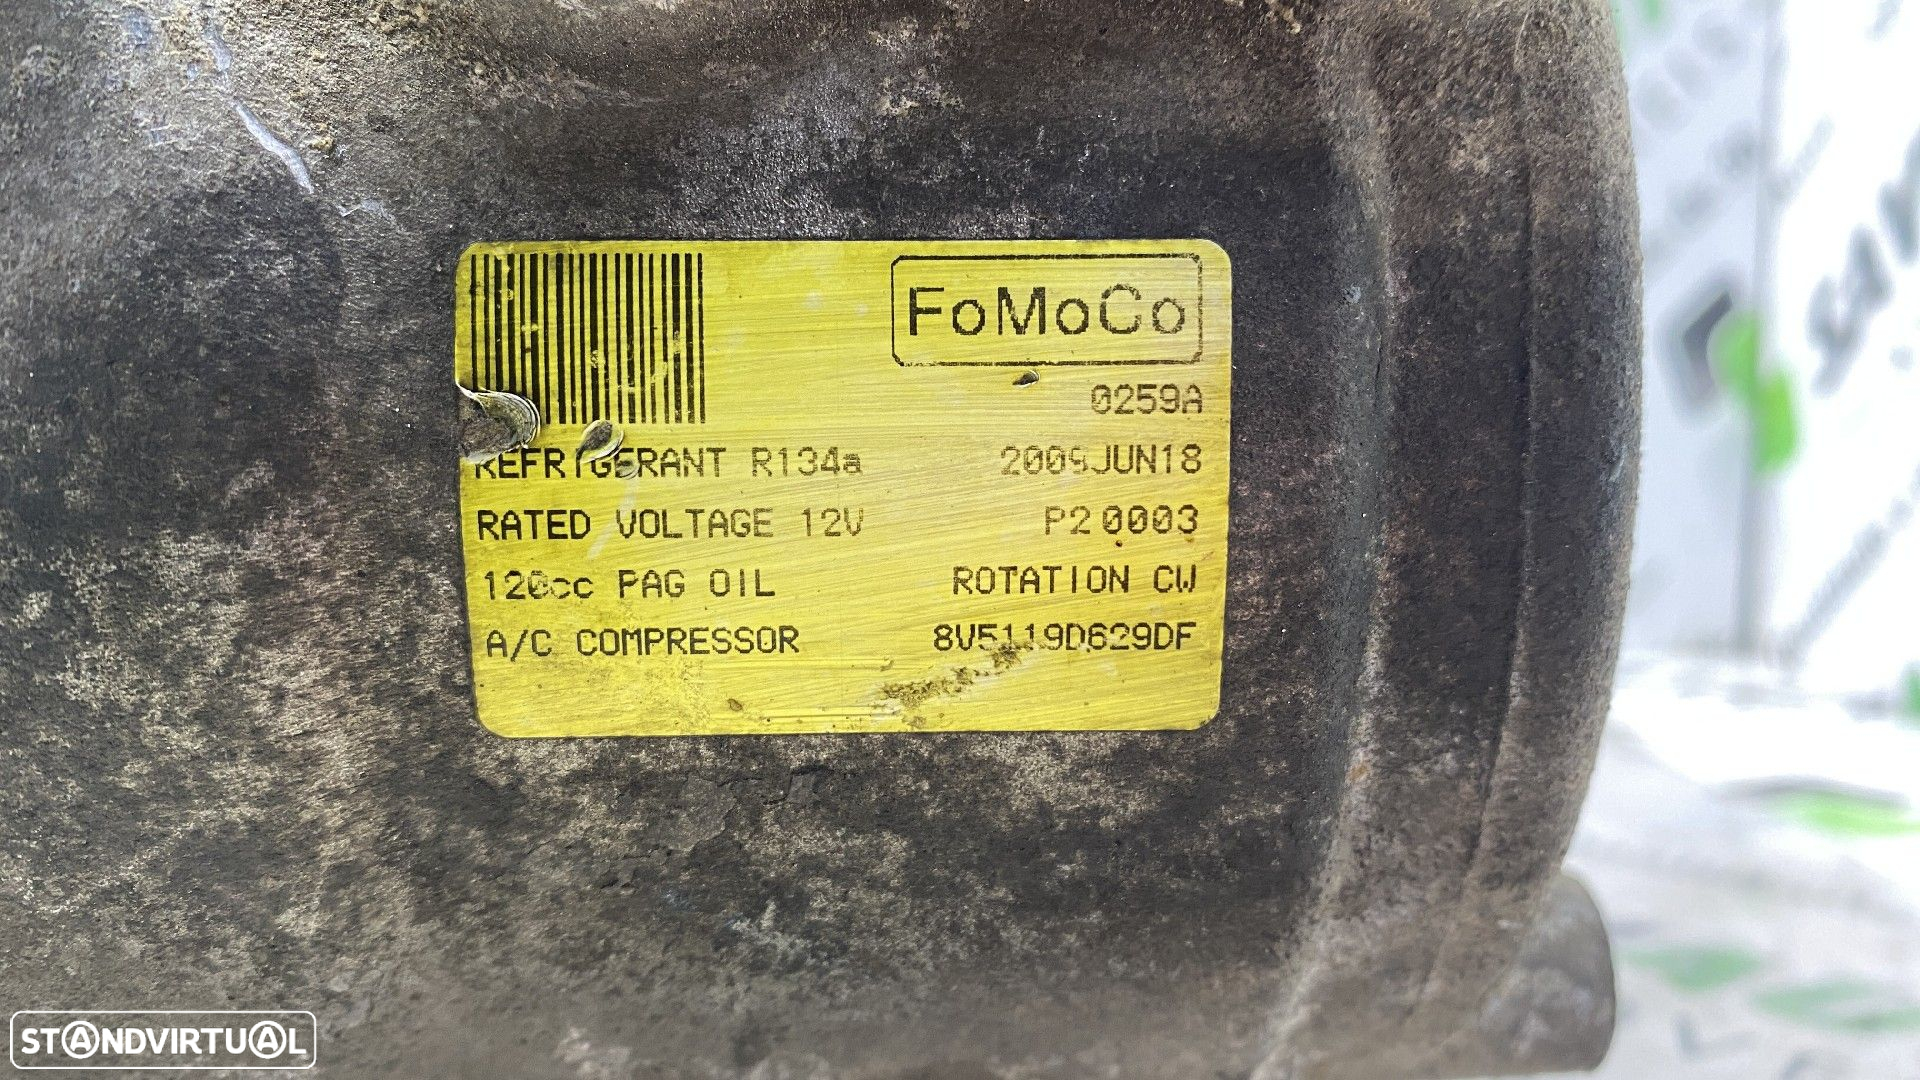 FoMoCo
0259A
REFRIGERANT R134a 2009JUN18
RATED VOLTAGE 12V P20003
120cc PAG OIL ROTATION CW
A/C COMPRESSOR 8V5119D629DF
STANDVIRTUAL